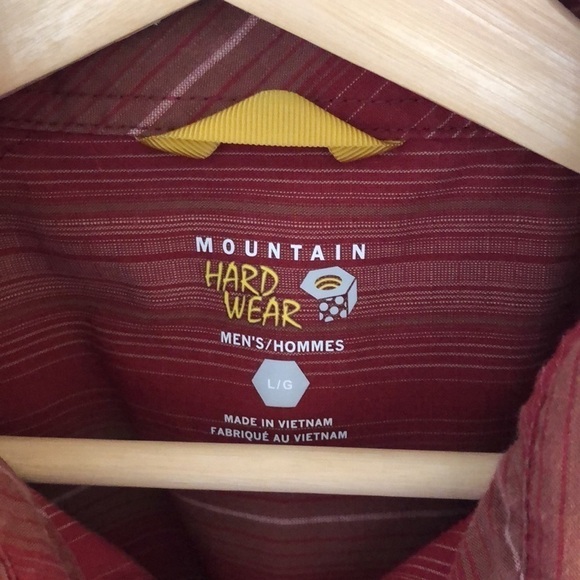 MOUNTAIN
HARD
WEAR
MEN'S/HOMMES
L/G
MADE IN VIETNAM
FABRIQUÉ AU VIETNAM